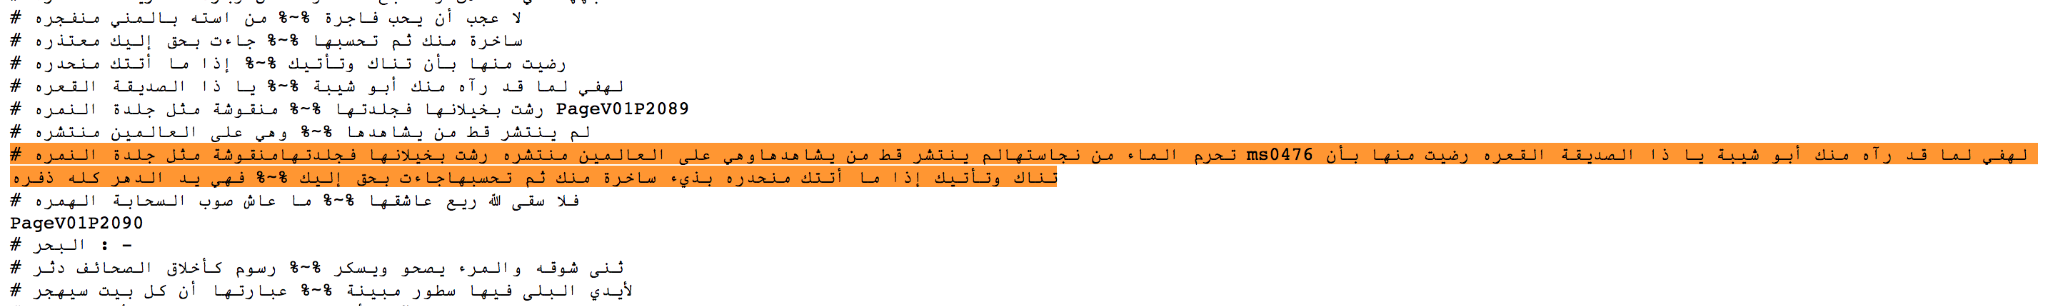 # لا عجب أن يحب فاجرة %~% من استه بالمني منفجره
# ساخرة منك ثم تحسبها %~% جاءت بحق إليك معتذره
# رضيت منها بأن تناك وتأتيك %~% إذا ما أتتك منحدره
# لهفي لما قد رآه منك أبو شيبة %~% يا ذا الصديقة القعره
# رشت بخيلانها فجلدتها %~% منقوشة مثل جلدة النمره PageV01P2089
# لم ينتشر قط من يشاهدها %~% وهي على العالمين منتشره
# لهفي لما قد رآه منك أبو شيبة يا ذا الصديقة القعره رضيت منها بأن ms0476 تحرم الماء من نجاستهالم ينتشر قط من يشاهدهاوهي على العالمين منتشره رشت بخيلانها فجلدتهامنقوشة مثل جلدة النمره
تناك وتأتيك إذا ما أتتك منحدره بذيء ساخرة منك ثم تحسبهاجاءت بحق إليك %~% فهي يد الدهر كله ذفره
# فلا سقى الله ربع عاشقها %~% ما عاش صوب السحابة الهمره
PageV01P2090
# البحر : -
# ثنى شوقه والمرء يصحو ويسكر %~% رسوم كأخلاق الصحائف دثر
# لأيدي البلى فيها سطور مبينة %~% عبارتها أن كل بيت سيهجر